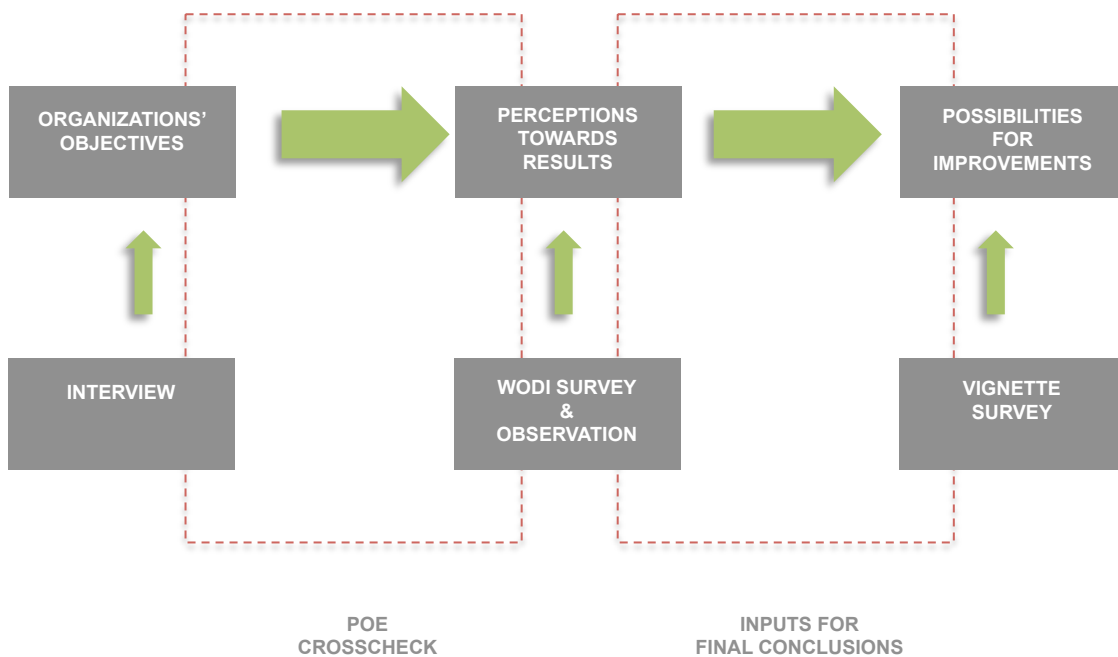 ORGANIZATIONS’
OBJECTIVES
PERCEPTIONS
TOWARDS
RESULTS
POSSIBILITIES
FOR
IMPROVEMENTS
INTERVIEW
WODI SURVEY
&
OBSERVATION
VIGNETTE
SURVEY
POE
CROSSCHECK
INPUTS FOR
FINAL CONCLUSIONS